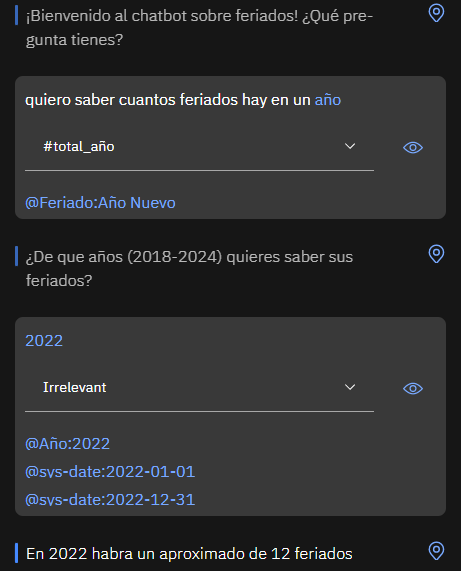 ¡Bienvenido al chatbot sobre feriados! ¿Qué pre-
gunta tienes?
quiero saber cuantos feriados hay en un año
#total_año
@Feriado:Año Nuevo
¿De que años (2018-2024) quieres saber sus
feriados?
2022
Irrelevant
@Año:2022
@sys-date:2022-01-01
@sys-date:2022-12-31
En 2022 habra un aproximado de 12 feriados